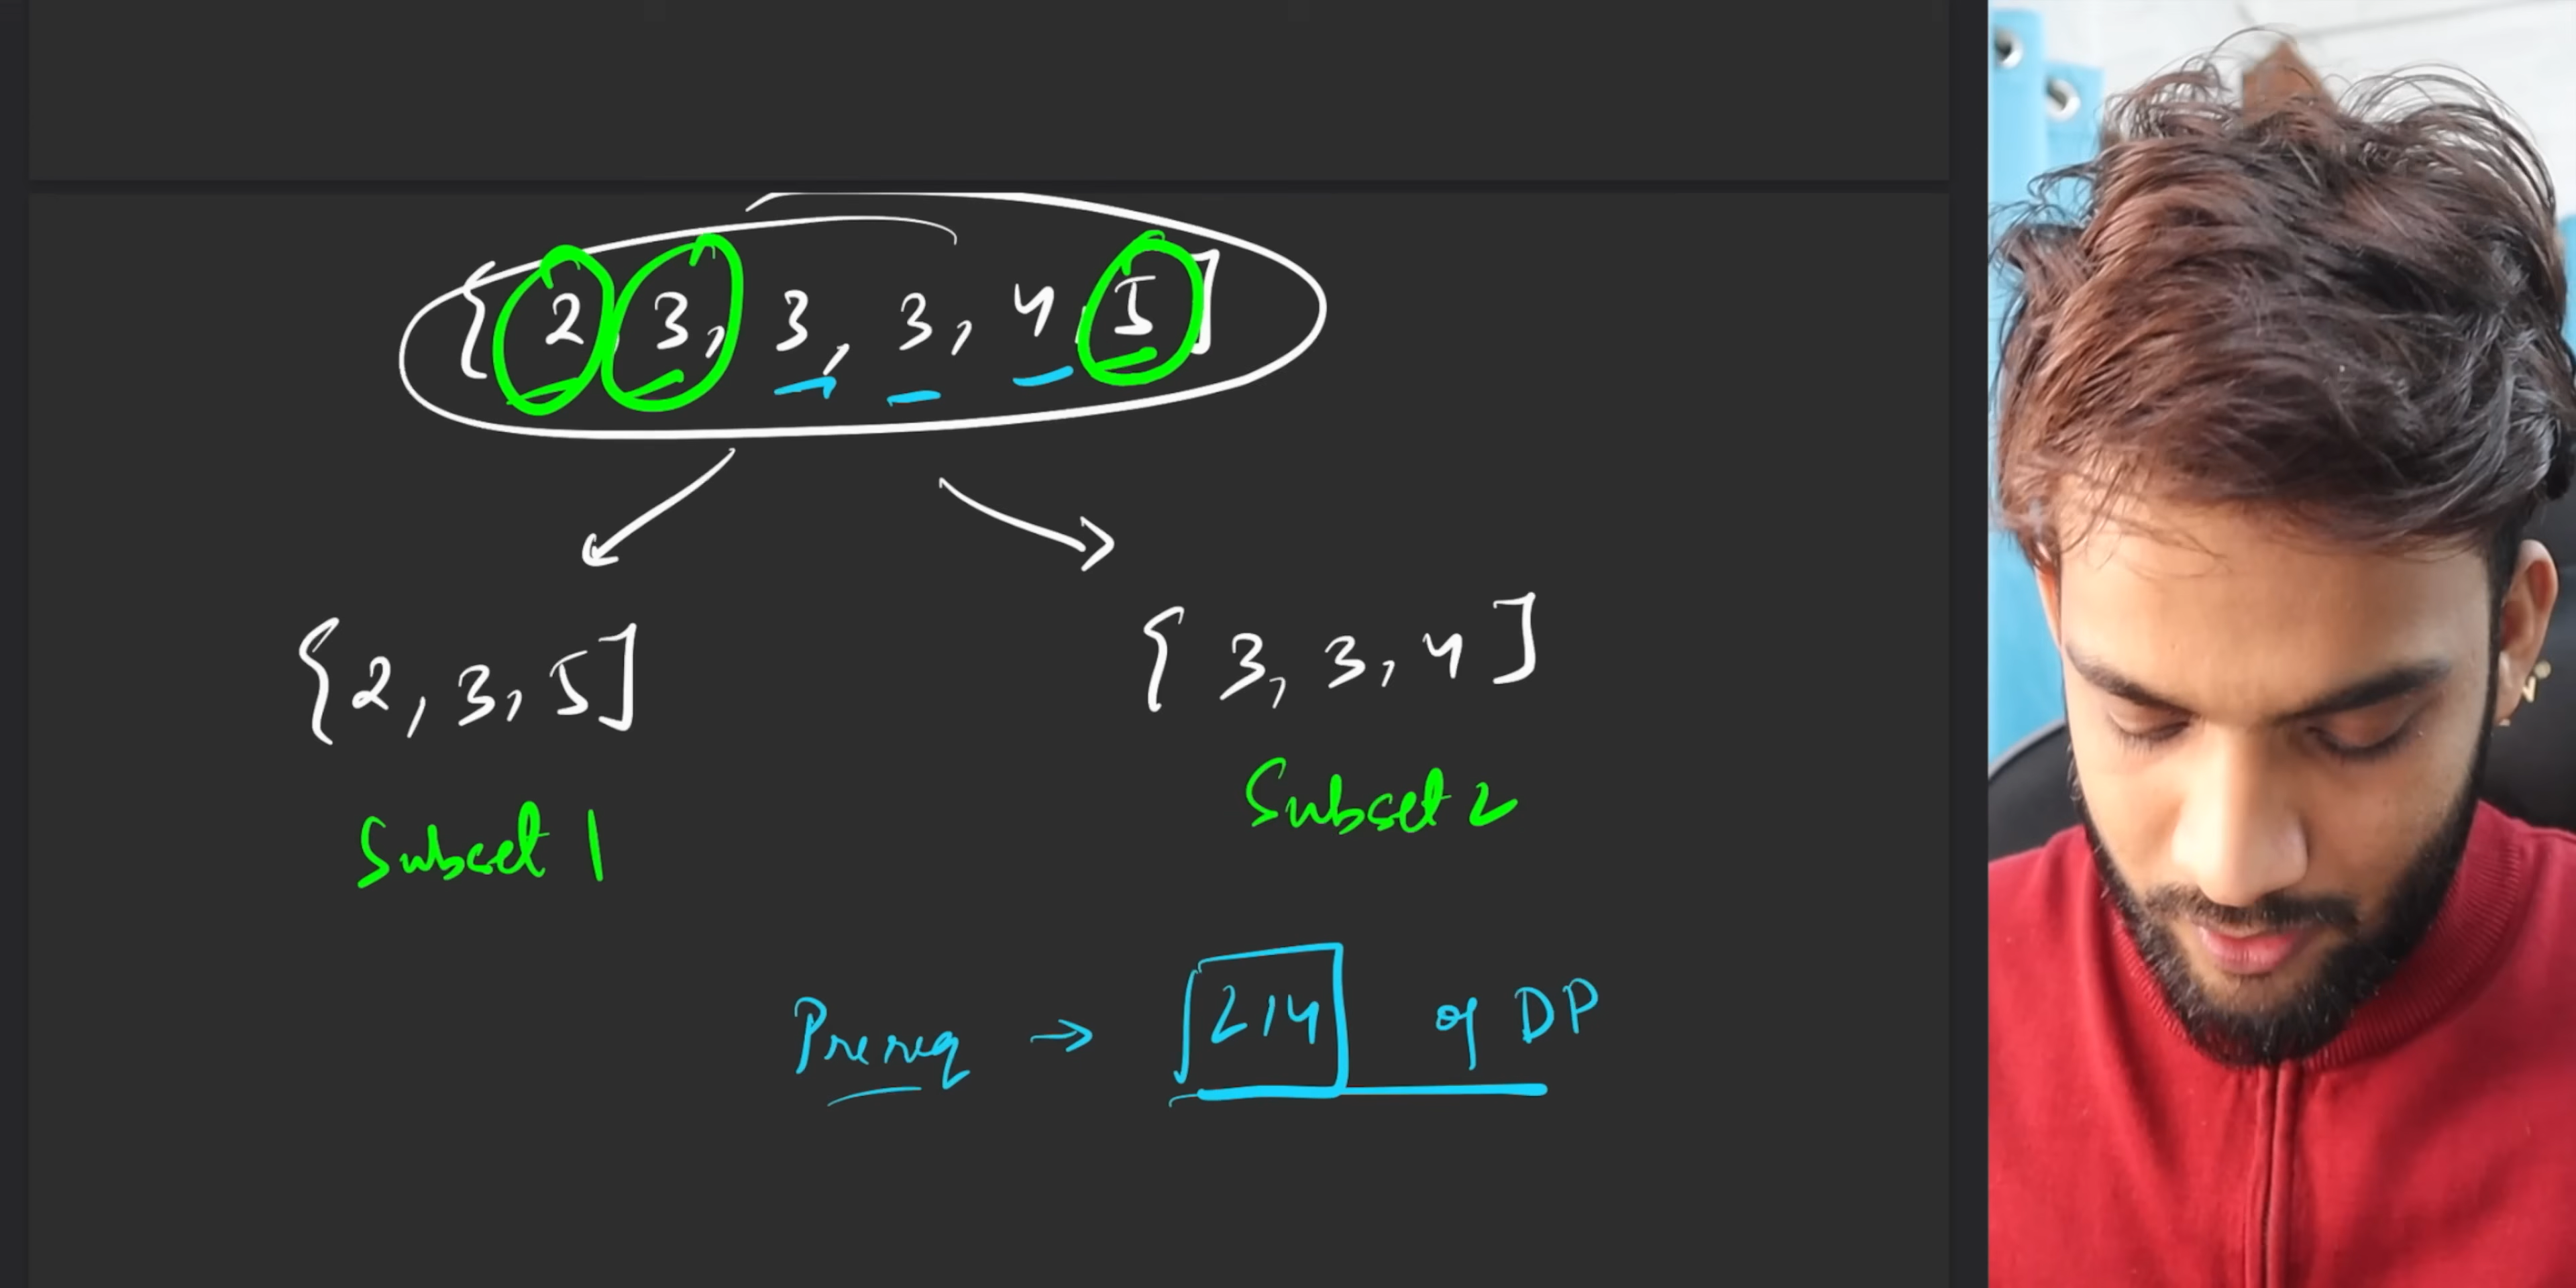 { 2, 3, 3, 3, 4, 5 ]
{ 2, 3, 5 ]
{ 3, 3, 4 ]
Subset 1
Subset 2
Prereq → L14 of DP